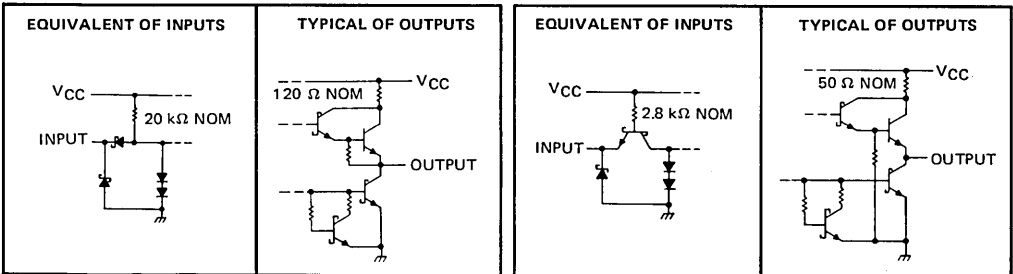 EQUIVALENT OF INPUTS
VCC
20 kΩ NOM
INPUT
TYPICAL OF OUTPUTS
VCC
120 Ω NOM
OUTPUT
EQUIVALENT OF INPUTS
VCC
2.8 kΩ NOM
INPUT
TYPICAL OF OUTPUTS
VCC
50 Ω NOM
OUTPUT